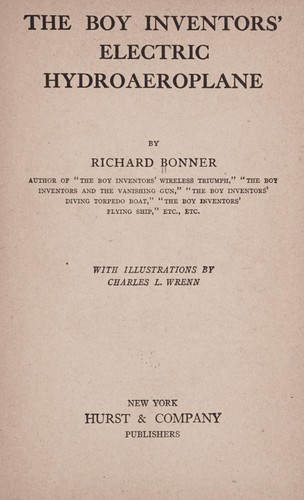 THE BOY INVENTORS'
ELECTRIC
HYDROAEROPLANE
BY
RICHARD BONNER
AUTHOR OF "THE BOY INVENTORS' WIRELESS TRIUMPH," "THE BOY
INVENTORS AND THE VANISHING GUN," "THE BOY INVENTORS'
DIVING TORPEDO BOAT," "THE BOY INVENTORS'
FLYING SHIP," ETC., ETC.
WITH ILLUSTRATIONS BY
CHARLES L. WRENN
NEW YORK
HURST & COMPANY
PUBLISHERS